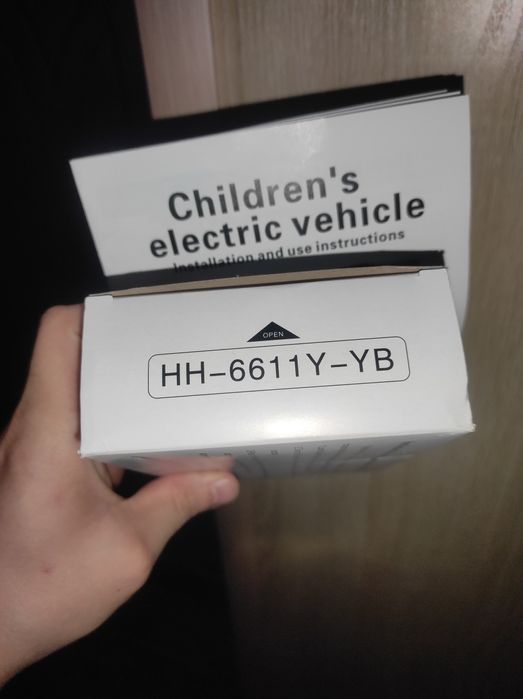 Children's
electric vehicle
Installation and use instructions
OPEN
HH-6611Y-YB